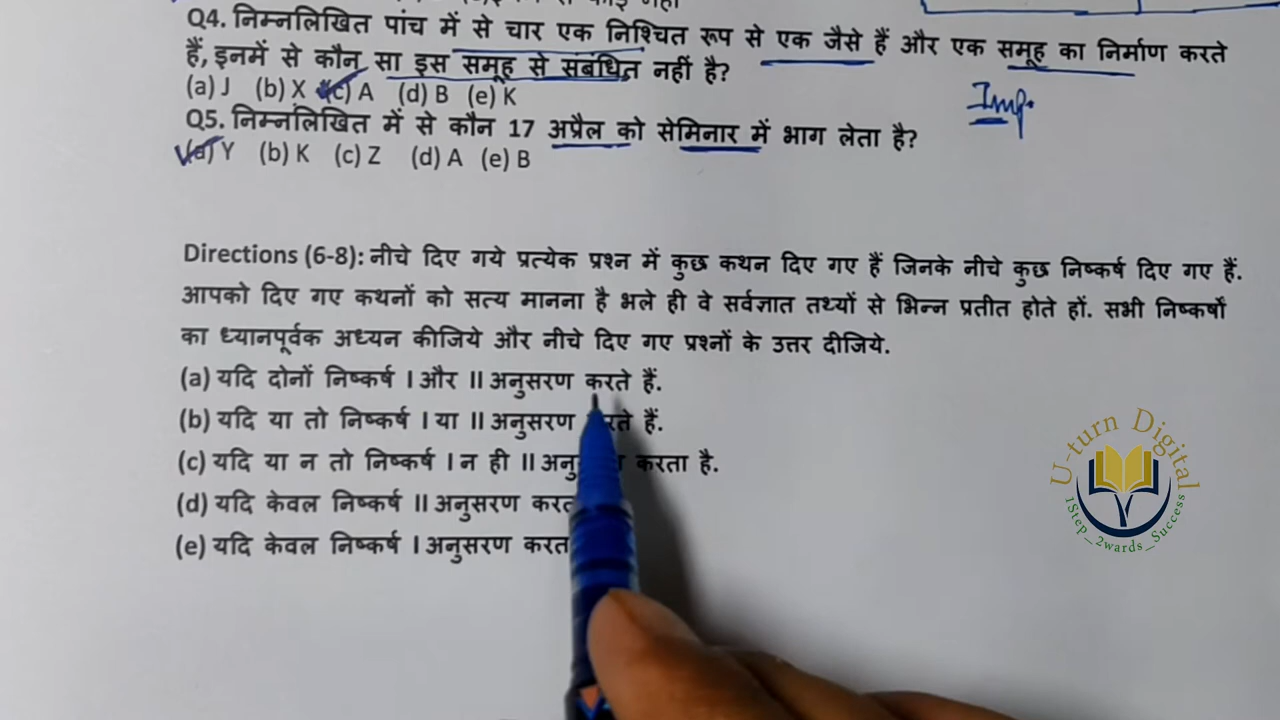 Q4. निम्नलिखित पांच में से चार एक निश्चित रूप से एक जैसे हैं और एक समूह का निर्माण करते
हैं, इनमें से कौन सा इस समूह से संबंधित नहीं है?
(a) J (b) X (c) A (d) B (e) K
Imp.
Q5. निम्नलिखित में से कौन 17 अप्रैल को सेमिनार में भाग लेता है?
(a) Y (b) K (c) Z (d) A (e) B
Directions (6-8): नीचे दिए गये प्रत्येक प्रश्न में कुछ कथन दिए गए हैं जिनके नीचे कुछ निष्कर्ष दिए गए हैं.
आपको दिए गए कथनों को सत्य मानना है भले ही वे सर्वज्ञात तथ्यों से भिन्न प्रतीत होते हों. सभी निष्कर्षों
का ध्यानपूर्वक अध्यन कीजिये और नीचे दिए गए प्रश्नों के उत्तर दीजिये.
(a) यदि दोनों निष्कर्ष I और II अनुसरण करते हैं.
(b) यदि या तो निष्कर्ष I या II अनुसरण हैं.
(c) यदि या न तो निष्कर्ष I न ही II करता है.
(d) यदि केवल निष्कर्ष II अनुसरण
(e) यदि केवल निष्कर्ष I अनुसरण
U-turn Digital
1Step_2wards_Success